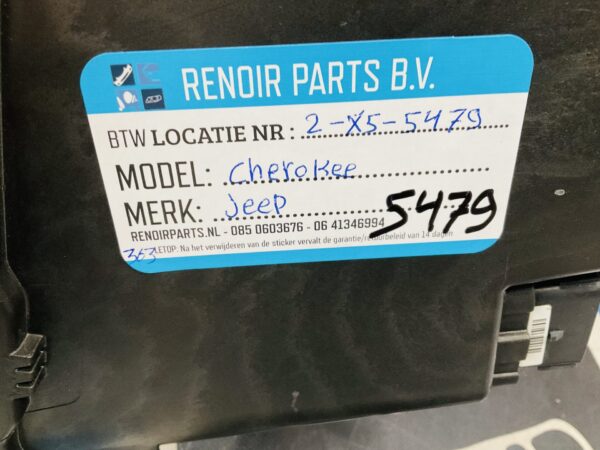 RENOIR PARTS B.V.
BTW LOCATIE NR : 2-X5-5479
MODEL: Cherokee
MERK: Jeep
5479
RENOIRPARTS.NL - 085 0603676 - 06 41346994
363 LETOP: Na het verwijderen van de sticker vervalt de garantie/retourbeleid van 14 dagen